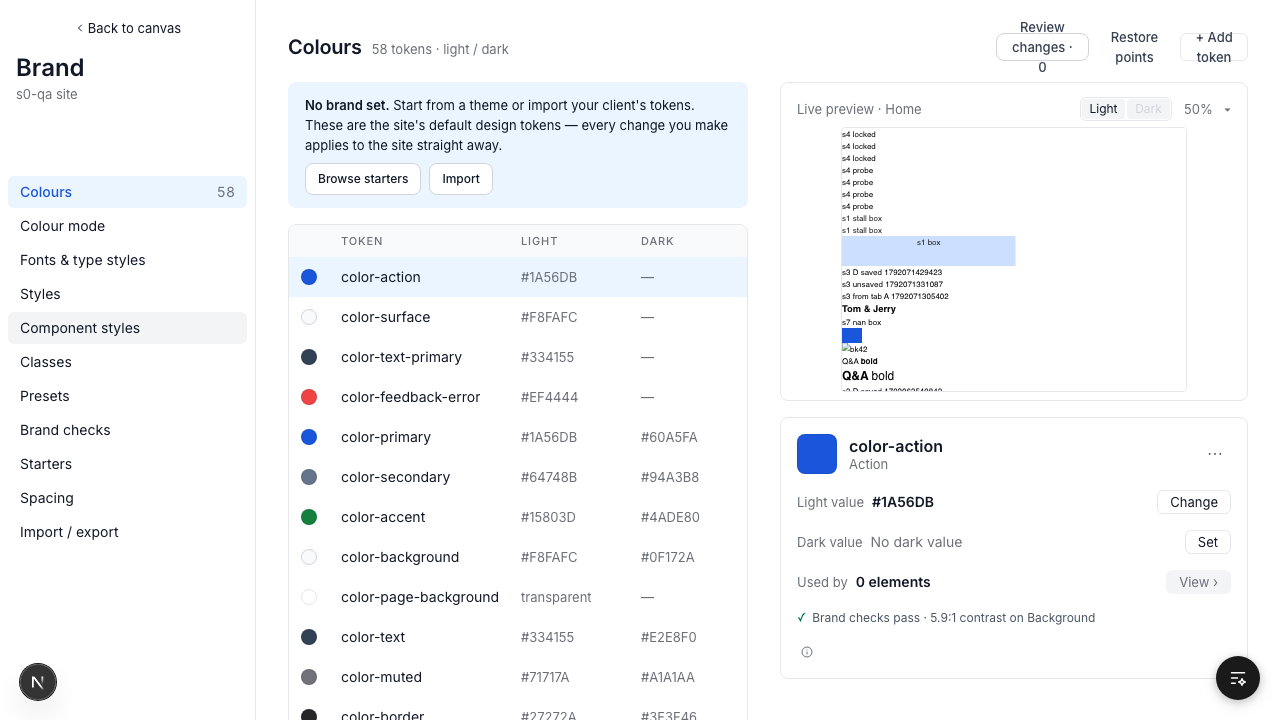 ‹ Back to canvas
Brand
s0-qa site
Colours 58
Colour mode
Fonts & type styles
Styles
Component styles
Classes
Presets
Brand checks
Starters
Spacing
Import / export
N
Colours 58 tokens · light / dark
Review changes · 0
Restore points
+ Add token
No brand set. Start from a theme or import your client's tokens.
These are the site's default design tokens — every change you make
applies to the site straight away.
Browse starters Import
TOKEN LIGHT DARK
color-action #1A56DB —
color-surface #F8FAFC —
color-text-primary #334155 —
color-feedback-error #EF4444 —
color-primary #1A56DB #60A5FA
color-secondary #64748B #94A3B8
color-accent #15803D #4ADE80
color-background #F8FAFC #0F172A
color-page-background transparent —
color-text #334155 #E2E8F0
color-muted #71717A #A1A1AA
color-border #27272A #3F3F46
Live preview · Home Light Dark 50%
s4 locked
s4 locked
s4 locked
s4 probe
s4 probe
s4 probe
s4 probe
s1 stall box
s1 stall box
s1 box
s3 D saved 1792071429423
s3 unsaved 1792071331087
s3 from tab A 1792071305402
Tom & Jerry
s7 nan box
bk42
Q&A bold
Q&A bold
color-action
Action
···
Light value #1A56DB Change
Dark value No dark value Set
Used by 0 elements View ›
✓ Brand checks pass · 5.9:1 contrast on Background